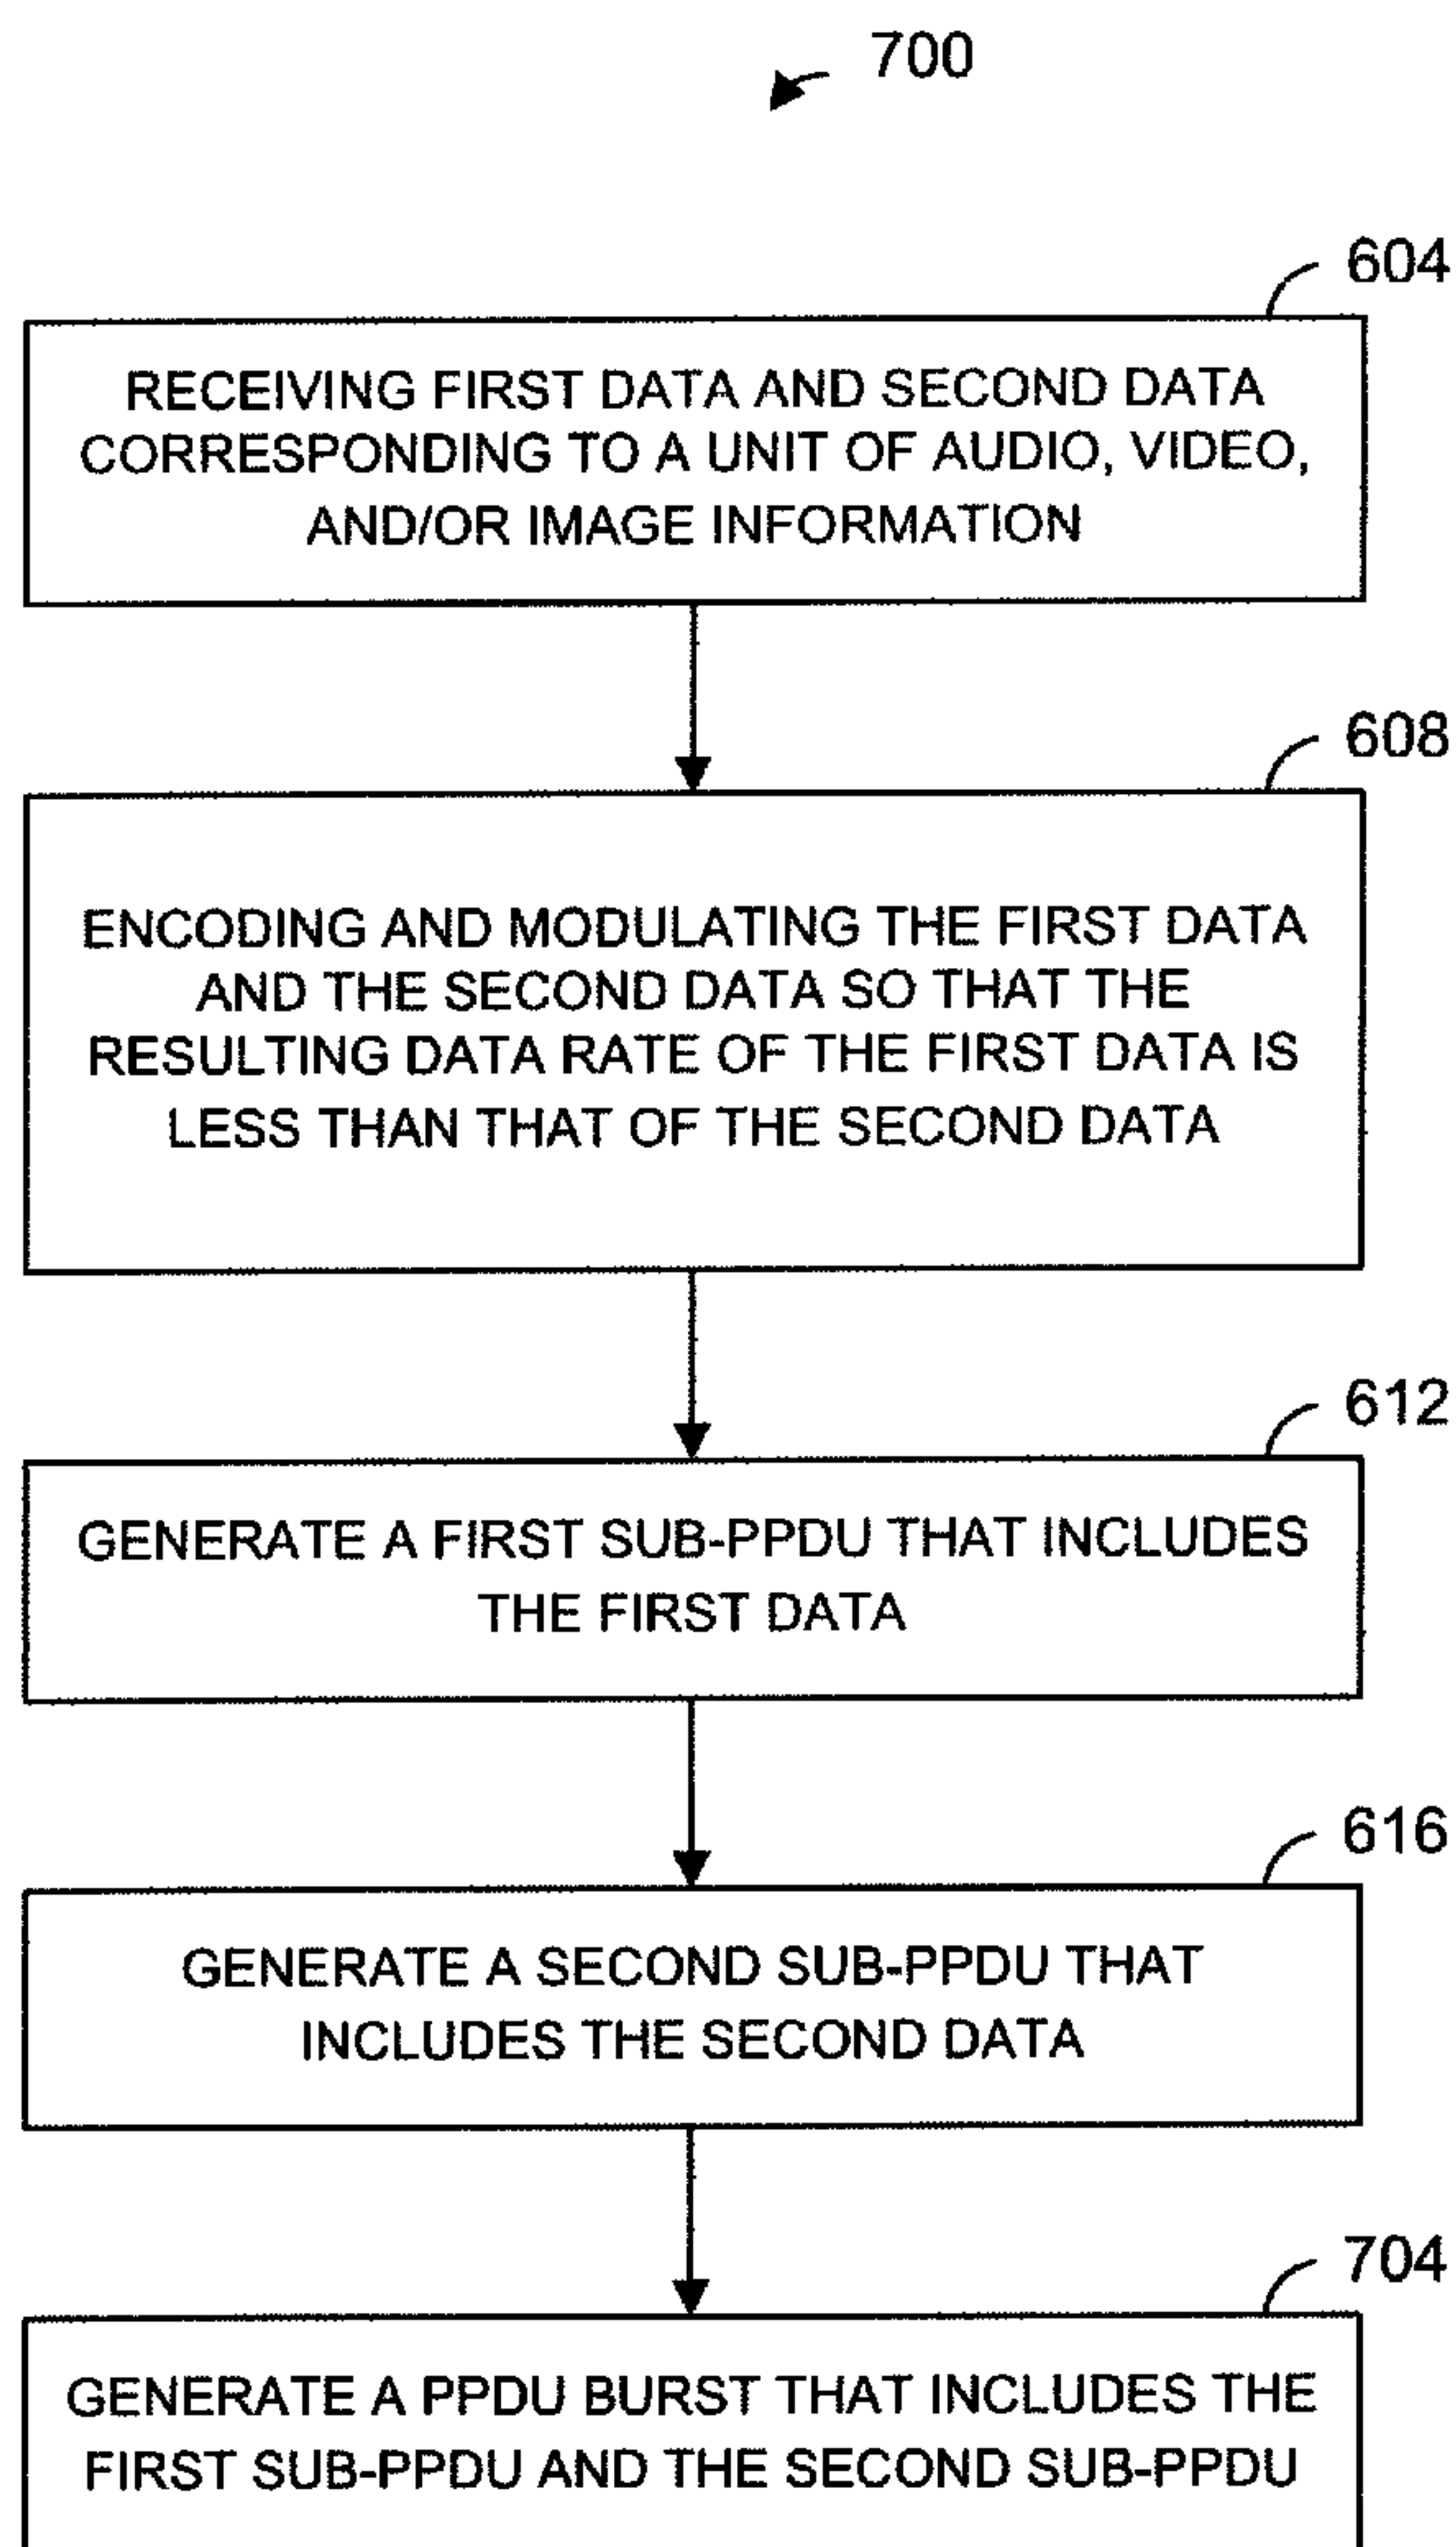 700
604
RECEIVING FIRST DATA AND SECOND DATA
CORRESPONDING TO A UNIT OF AUDIO, VIDEO,
AND/OR IMAGE INFORMATION
608
ENCODING AND MODULATING THE FIRST DATA
AND THE SECOND DATA SO THAT THE
RESULTING DATA RATE OF THE FIRST DATA IS
LESS THAN THAT OF THE SECOND DATA
612
GENERATE A FIRST SUB-PPDU THAT INCLUDES
THE FIRST DATA
616
GENERATE A SECOND SUB-PPDU THAT
INCLUDES THE SECOND DATA
704
GENERATE A PPDU BURST THAT INCLUDES THE
FIRST SUB-PPDU AND THE SECOND SUB-PPDU